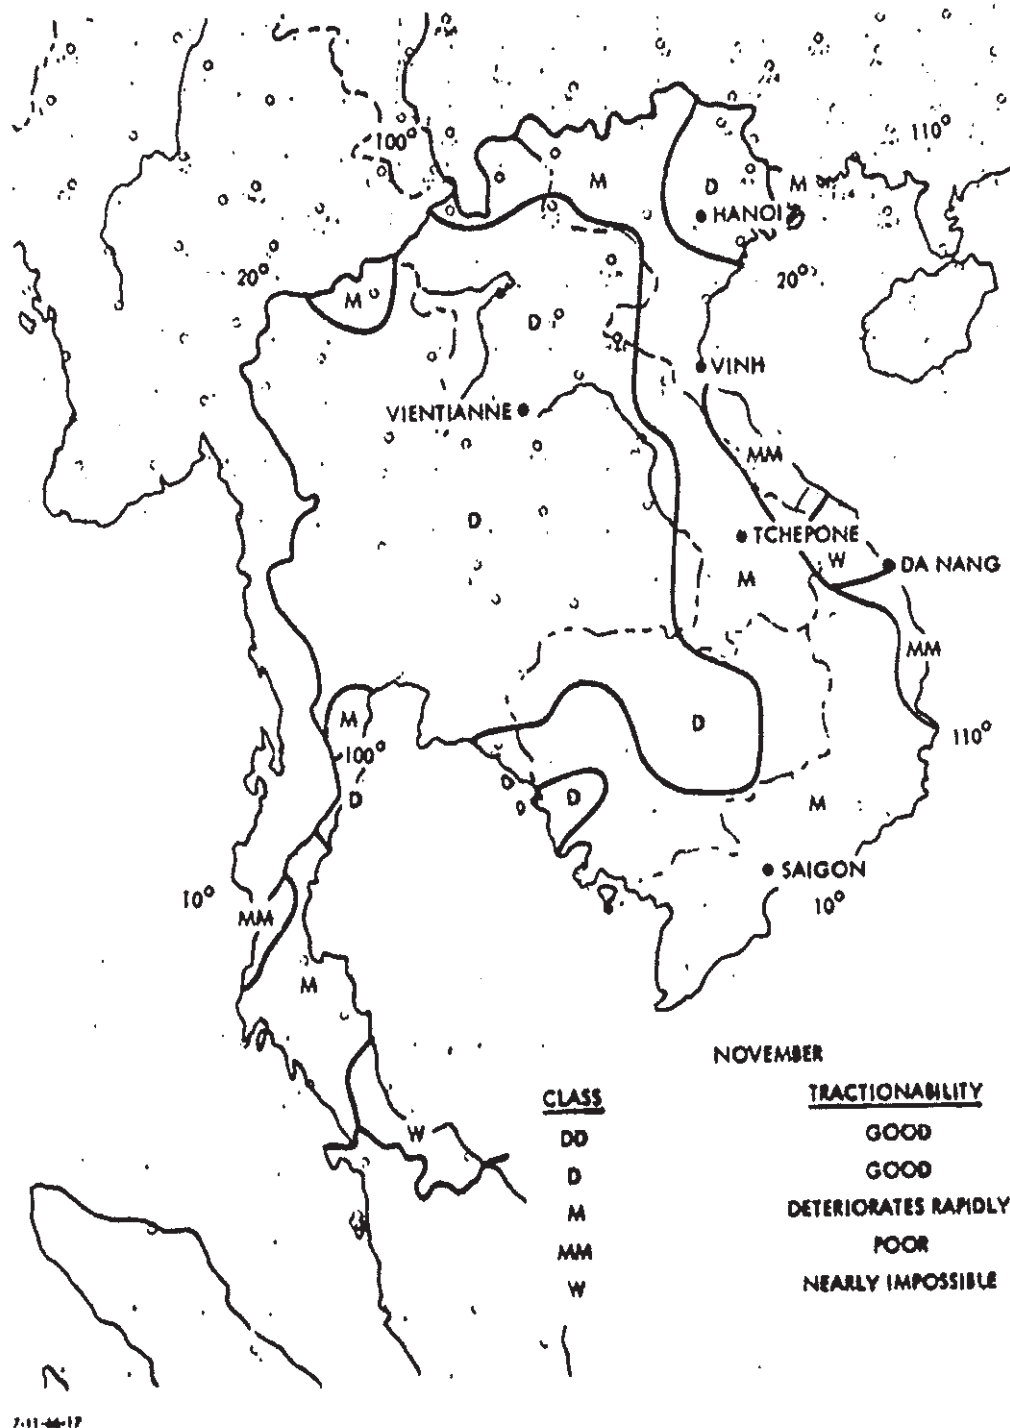 100°
110°
M
D
M
HANOI
20°
M
20°
D
VINH
VIENTIANNE
MM
D
TCHEPONE
W
DA NANG
M
MM
M
D
110°
100°
D
D
D
D
M
SAIGON
10°
10°
MM
M
NOVEMBER
CLASS TRACTIONABILITY
DD GOOD
D GOOD
M DETERIORATES RAPIDLY
MM POOR
W NEARLY IMPOSSIBLE
W